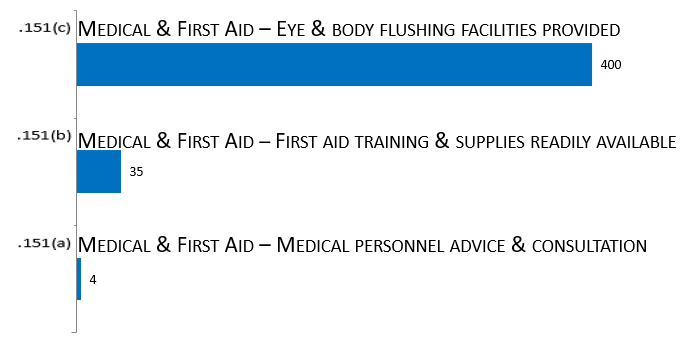 .151(c) MEDICAL & FIRST AID – EYE & BODY FLUSHING FACILITIES PROVIDED
400
.151(b) MEDICAL & FIRST AID – FIRST AID TRAINING & SUPPLIES READILY AVAILABLE
35
.151(a) MEDICAL & FIRST AID – MEDICAL PERSONNEL ADVICE & CONSULTATION
4